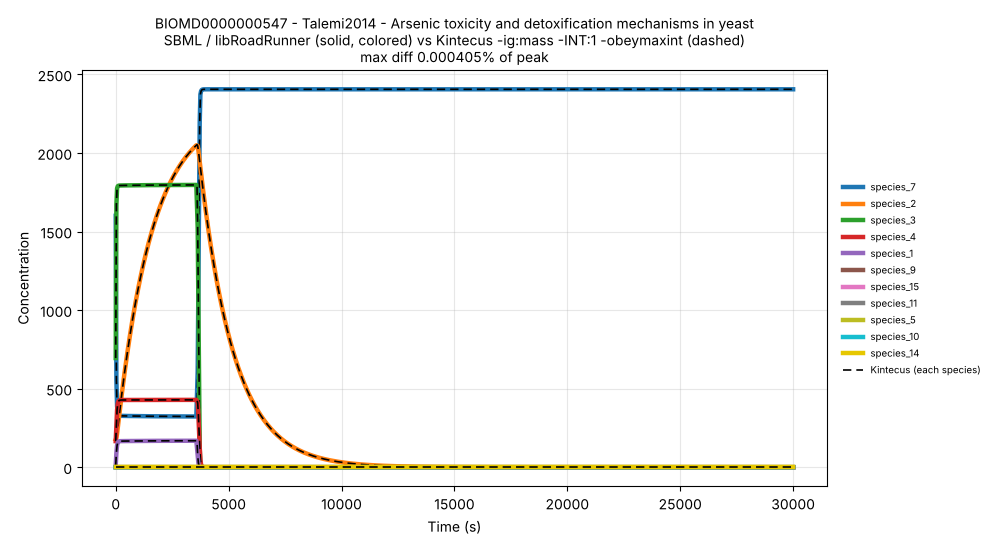 BIOMD0000000547 - Talemi2014 - Arsenic toxicity and detoxification mechanisms in yeast
SBML / libRoadRunner (solid, colored) vs Kintecus -ig:mass -INT:1 -obeymaxint (dashed)
max diff 0.000405% of peak
2500
2000
1500
1000
500
0
Concentration
0
5000
10000
15000
20000
25000
30000
Time (s)
species_7
species_2
species_3
species_4
species_1
species_9
species_15
species_11
species_5
species_10
species_14
Kintecus (each species)